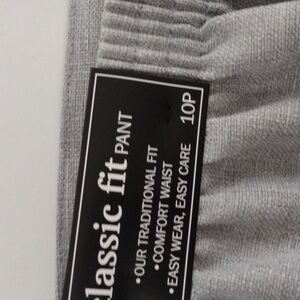 classic fit PANT
• OUR TRADITIONAL FIT
• COMFORT WAIST
• EASY WEAR, EASY CARE
10P